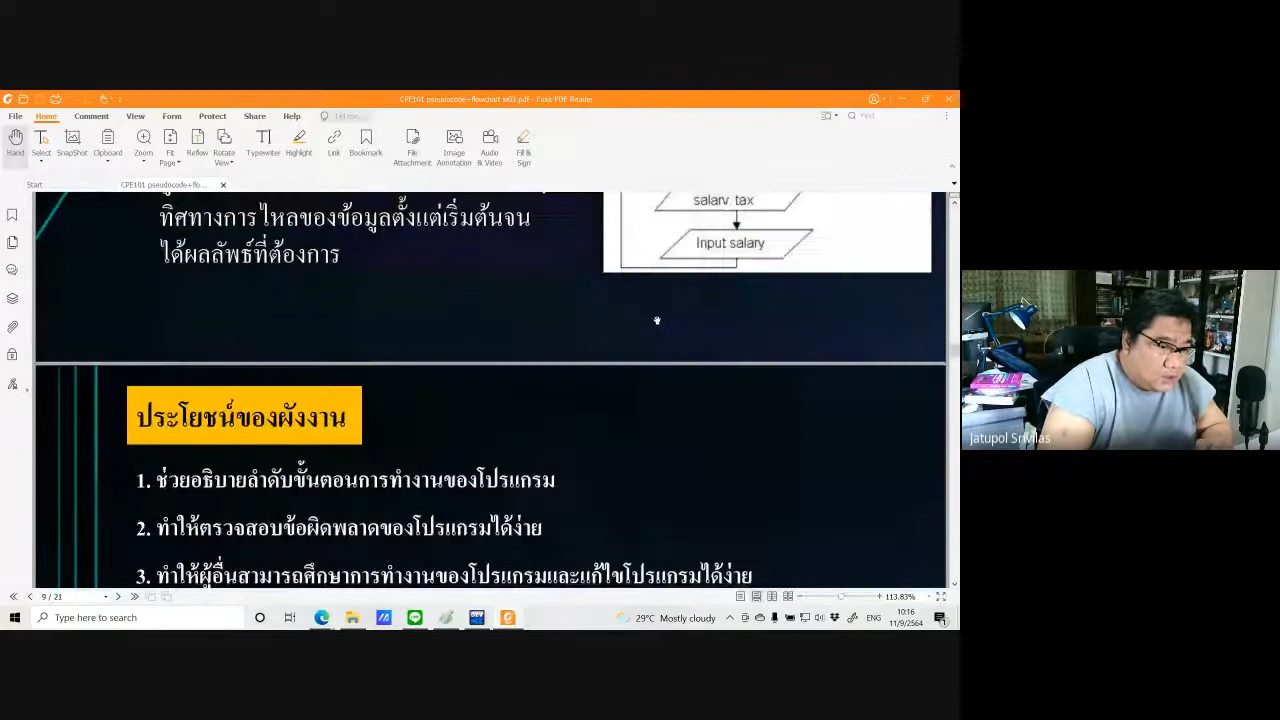 CPE101 pseudocode+flowchart w03.pdf - Foxit PDF Reader
File Home Comment View Form Protect Share Help Tell me... Find
Hand Select SnapShot Clipboard Zoom Fit Page Reflow Rotate View Typewriter Highlight Link Bookmark File Attachment Image Annotation Audio & Video Fill & Sign
Start CPE101 pseudocode+flo...
ทิศทางการไหลของข้อมูลตั้งแต่เริ่มต้นจน
ได้ผลลัพธ์ที่ต้องการ
salary, tax
Input salary
ประโยชน์ของผังงาน
1. ช่วยอธิบายลำดับขั้นตอนการทำงานของโปรแกรม
2. ทำให้ตรวจสอบข้อผิดพลาดของโปรแกรมได้ง่าย
3. ทำให้ผู้อื่นสามารถศึกษาการทำงานของโปรแกรมและแก้ไขโปรแกรมได้ง่าย
Jatupol Srivilas
9 / 21
113.83%
Type here to search
29°C Mostly cloudy
ENG
10:16
11/9/2564